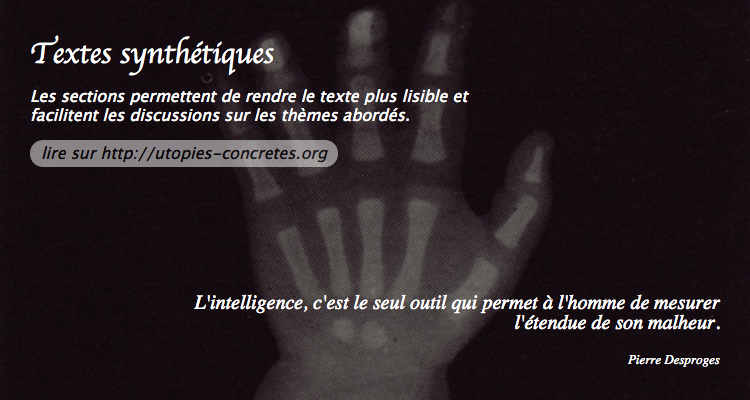 Textes synthétiques
Les sections permettent de rendre le texte plus lisible et
facilitent les discussions sur les thèmes abordés.
lire sur http://utopies-concretes.org
L'intelligence, c'est le seul outil qui permet à l'homme de mesurer
l'étendue de son malheur.
Pierre Desproges